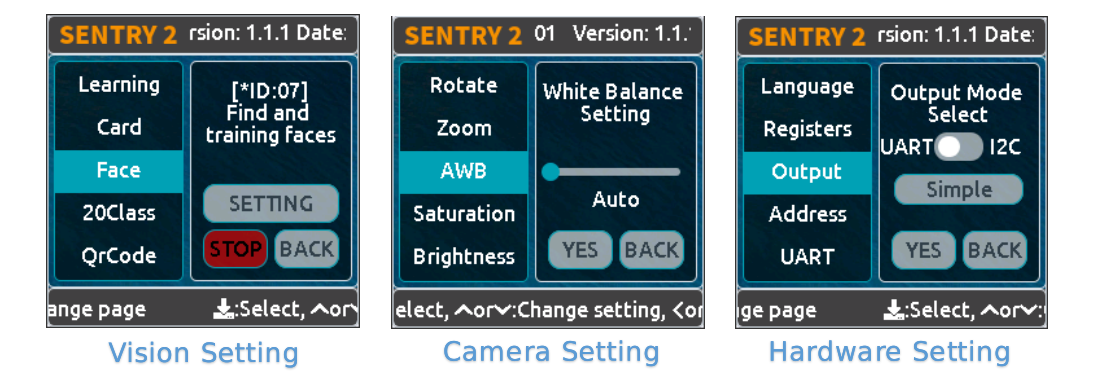 SENTRY 2 rsion: 1.1.1 Date:
Learning
Card
Face
20Class
QrCode
[*ID:07]
Find and
training faces
SETTING
STOP BACK
ange page :Select, or
Vision Setting
SENTRY 2 01 Version: 1.1.
Rotate
Zoom
AWB
Saturation
Brightness
White Balance
Setting
Auto
YES BACK
elect, or :Change setting, <or
Camera Setting
SENTRY 2 rsion: 1.1.1 Date:
Language
Registers
Output
Address
UART
Output Mode
Select
UART I2C
Simple
YES BACK
ge page :Select, or :
Hardware Setting